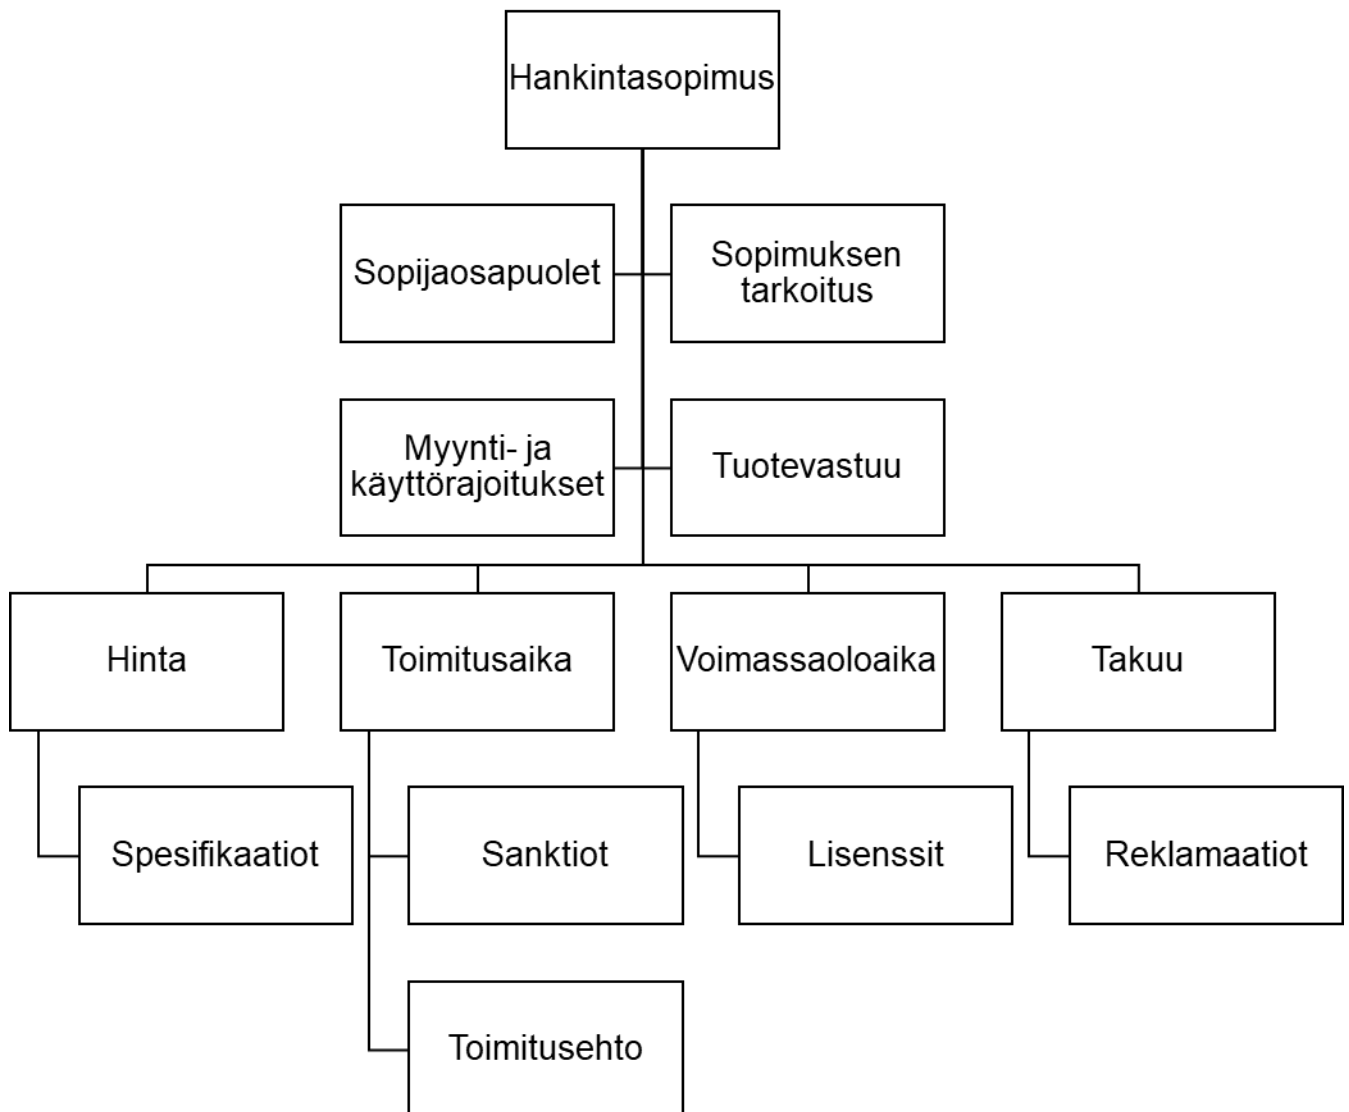 Hankintasopimus
Sopijaosapuolet
Sopimuksen
tarkoitus
Myynti- ja
käyttörajoitukset
Tuotevastuu
Hinta
Toimitusaika
Voimassaoloaika
Takuu
Spesifikaatiot
Sanktiot
Lisenssit
Reklamaatiot
Toimitusehto